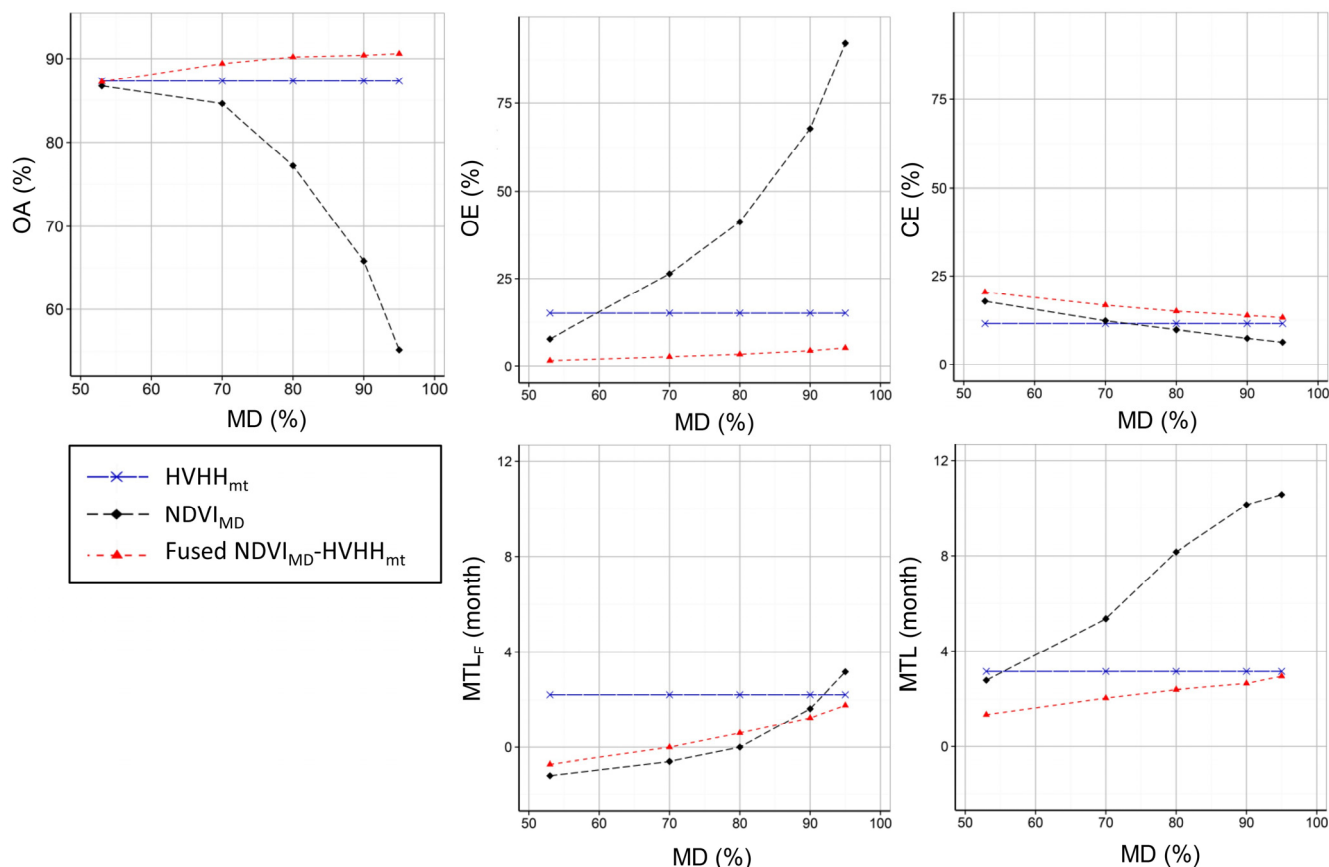 OA (%)
90
80
70
60
50 60 70 80 90 100
MD (%)
OE (%)
75
50
25
0
50 60 70 80 90 100
MD (%)
CE (%)
75
50
25
0
50 60 70 80 90 100
MD (%)
HVHHmt
NDVIMD
Fused NDVIMD-HVHHmt
MTLF (month)
12
8
4
0
50 60 70 80 90 100
MD (%)
MTL (month)
12
8
4
0
50 60 70 80 90 100
MD (%)